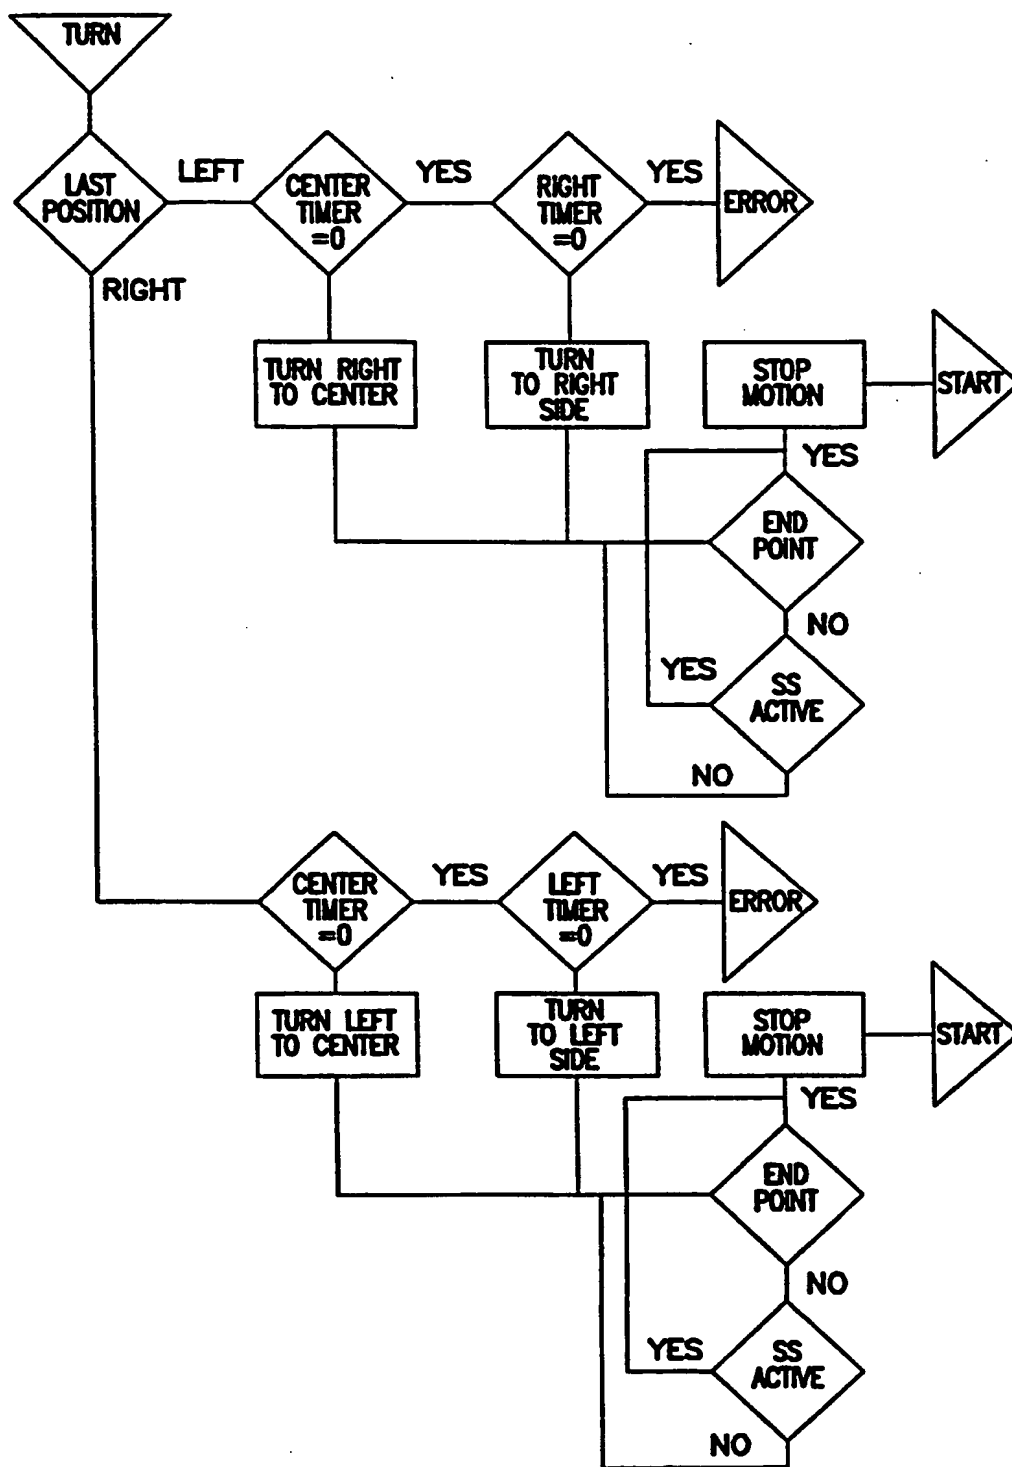 TURN
LAST
POSITION
LEFT
CENTER
TIMER
=0
YES
RIGHT
TIMER
=0
YES
ERROR
RIGHT
TURN RIGHT
TO CENTER
TURN
TO RIGHT
SIDE
STOP
MOTION
START
YES
END
POINT
NO
YES
SS
ACTIVE
NO
CENTER
TIMER
=0
YES
LEFT
TIMER
=0
YES
ERROR
TURN LEFT
TO CENTER
TURN
TO LEFT
SIDE
STOP
MOTION
START
YES
END
POINT
NO
YES
SS
ACTIVE
NO